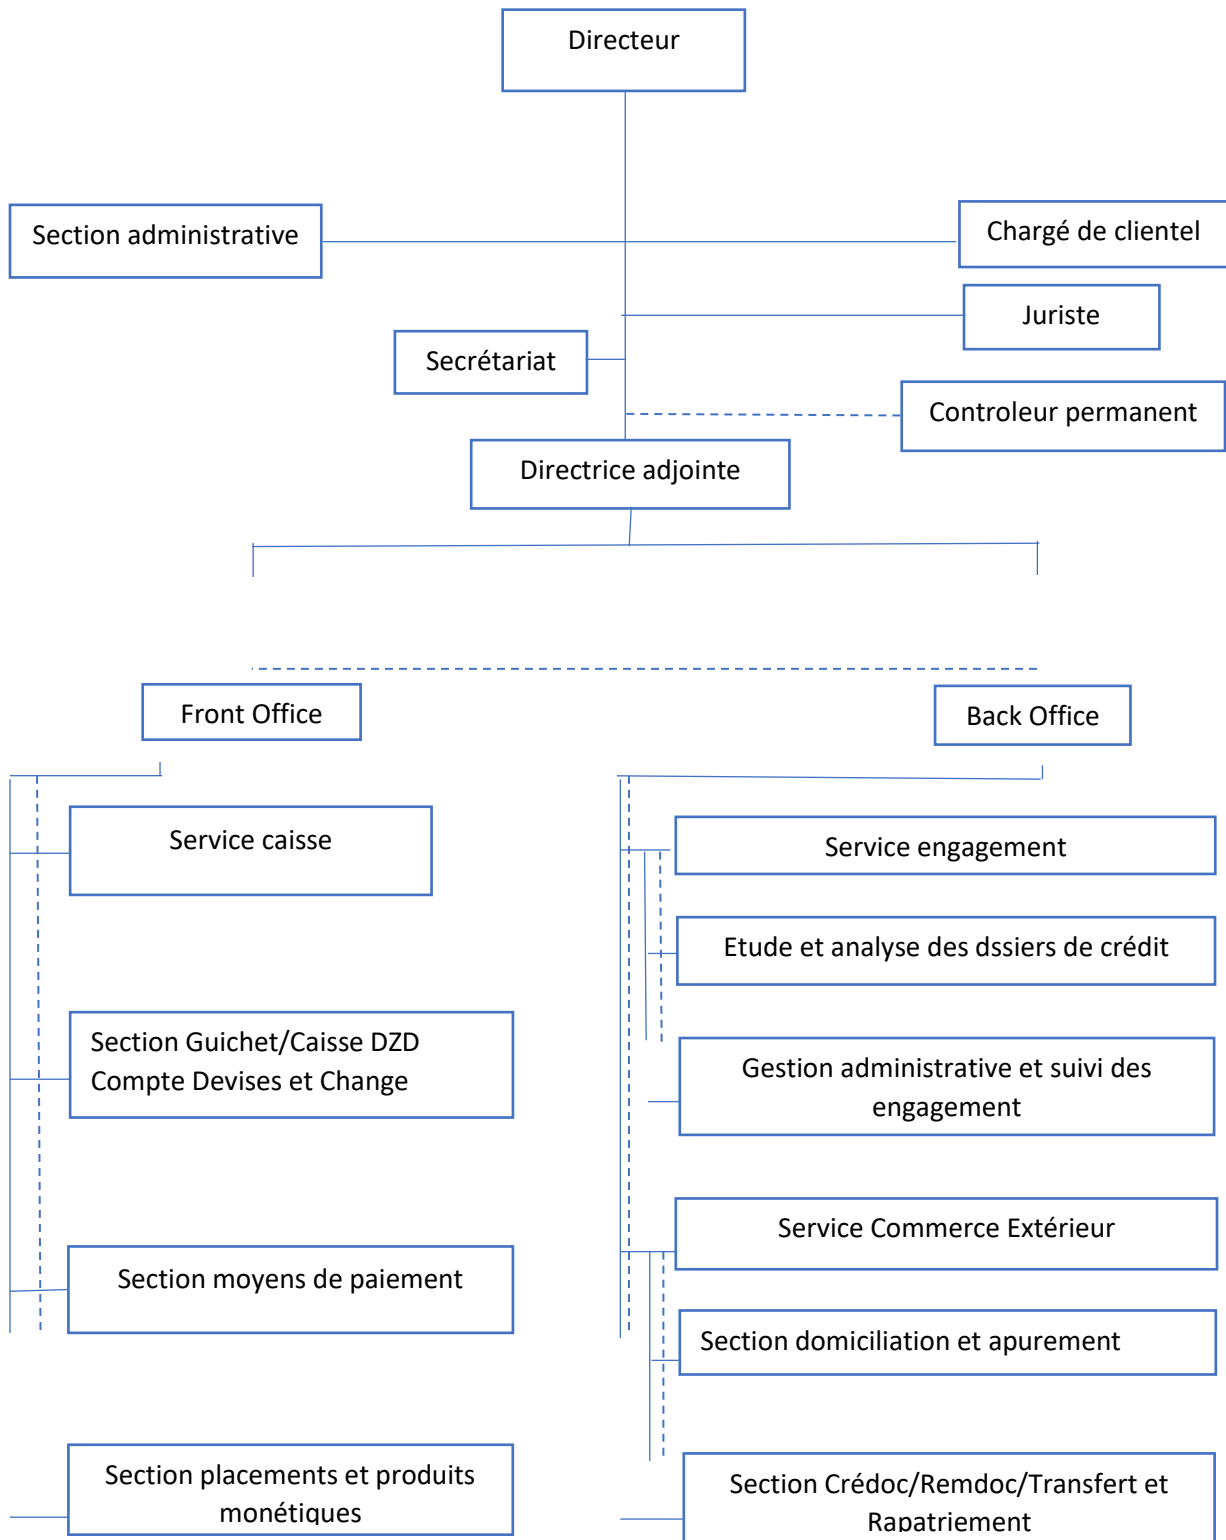 Directeur
Section administrative
Chargé de clientel
Juriste
Secrétariat
Controleur permanent
Directrice adjointe
Front Office
Back Office
Service caisse
Service engagement
Etude et analyse des dssiers de crédit
Section Guichet/Caisse DZD
Compte Devises et Change
Gestion administrative et suivi des
engagement
Service Commerce Extérieur
Section moyens de paiement
Section domiciliation et apurement
Section placements et produits
monétiques
Section Crédoc/Remdoc/Transfert et
Rapatriement